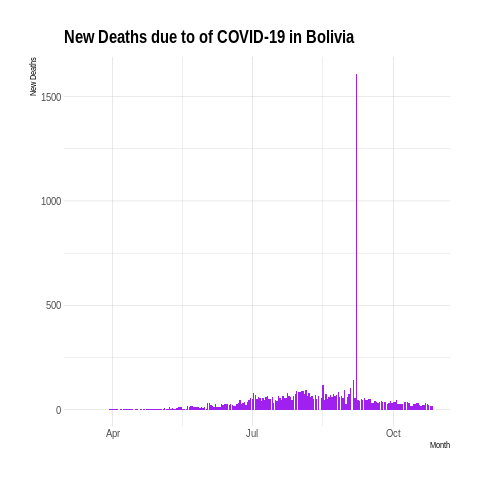 New Deaths due to of COVID-19 in Bolivia
New Deaths
1500
1000
500
0
Apr
Jul
Oct
Month